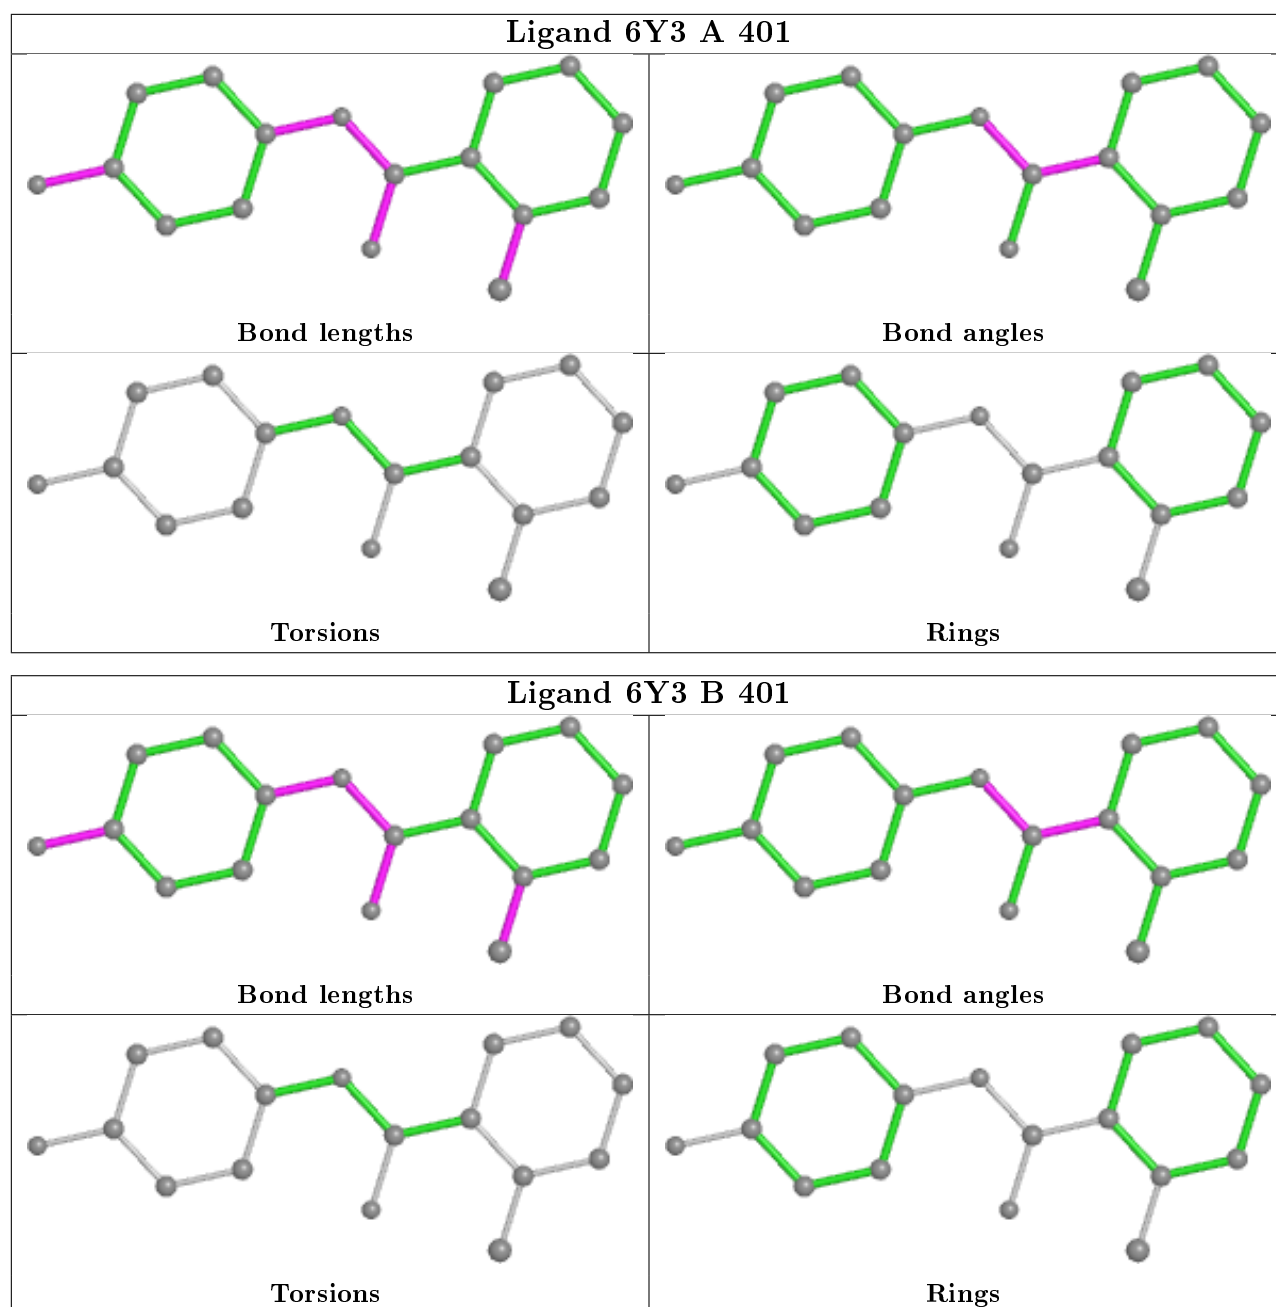 Ligand 6Y3 A 401
Bond lengths
Bond angles
Torsions
Rings
Ligand 6Y3 B 401
Bond lengths
Bond angles
Torsions
Rings